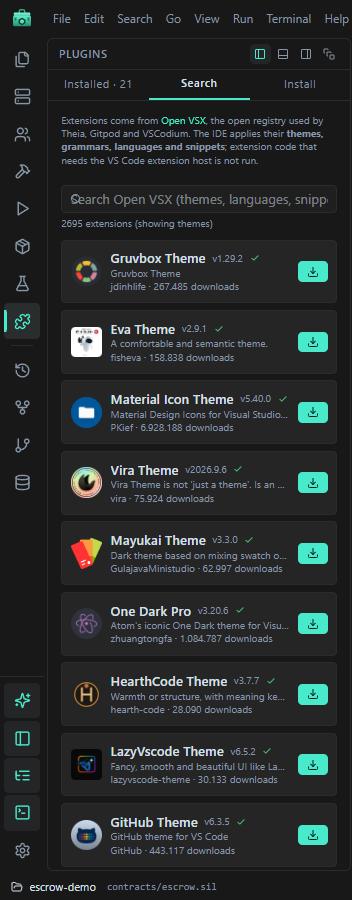 File Edit Search Go View Run Terminal Help
PLUGINS
Installed · 21 Search Install
Extensions come from Open VSX, the open registry used by
Theia, Gitpod and VSCodium. The IDE applies their themes,
grammars, languages and snippets; extension code that
needs the VS Code extension host is not run.
Search Open VSX (themes, languages, snippe
2695 extensions (showing themes)
Gruvbox Theme v1.29.2
Gruvbox Theme
jdinhlife · 267.485 downloads
Eva Theme v2.9.1
A comfortable and semantic theme.
fisheva · 158.838 downloads
Material Icon Theme v5.40.0
Material Design Icons for Visual Studio...
PKief · 6.928.188 downloads
Vira Theme v2026.9.6
Vira Theme is not 'just a theme'. Is an ...
vira · 75.924 downloads
Mayukai Theme v3.3.0
Dark theme based on mixing swatch o...
GulajavaMinistudio · 62.997 downloads
One Dark Pro v3.20.6
Atom's iconic One Dark theme for Visu...
zhuangtongfa · 1.084.787 downloads
HearthCode Theme v3.7.7
Warmth or structure, with meaning ke...
hearth-code · 28.090 downloads
LazyVscode Theme v6.5.2
Fancy, smooth and beautiful UI like La...
lazyvscode-theme · 30.133 downloads
GitHub Theme v6.3.5
GitHub theme for VS Code
GitHub · 443.117 downloads
escrow-demo contracts/escrow.sil